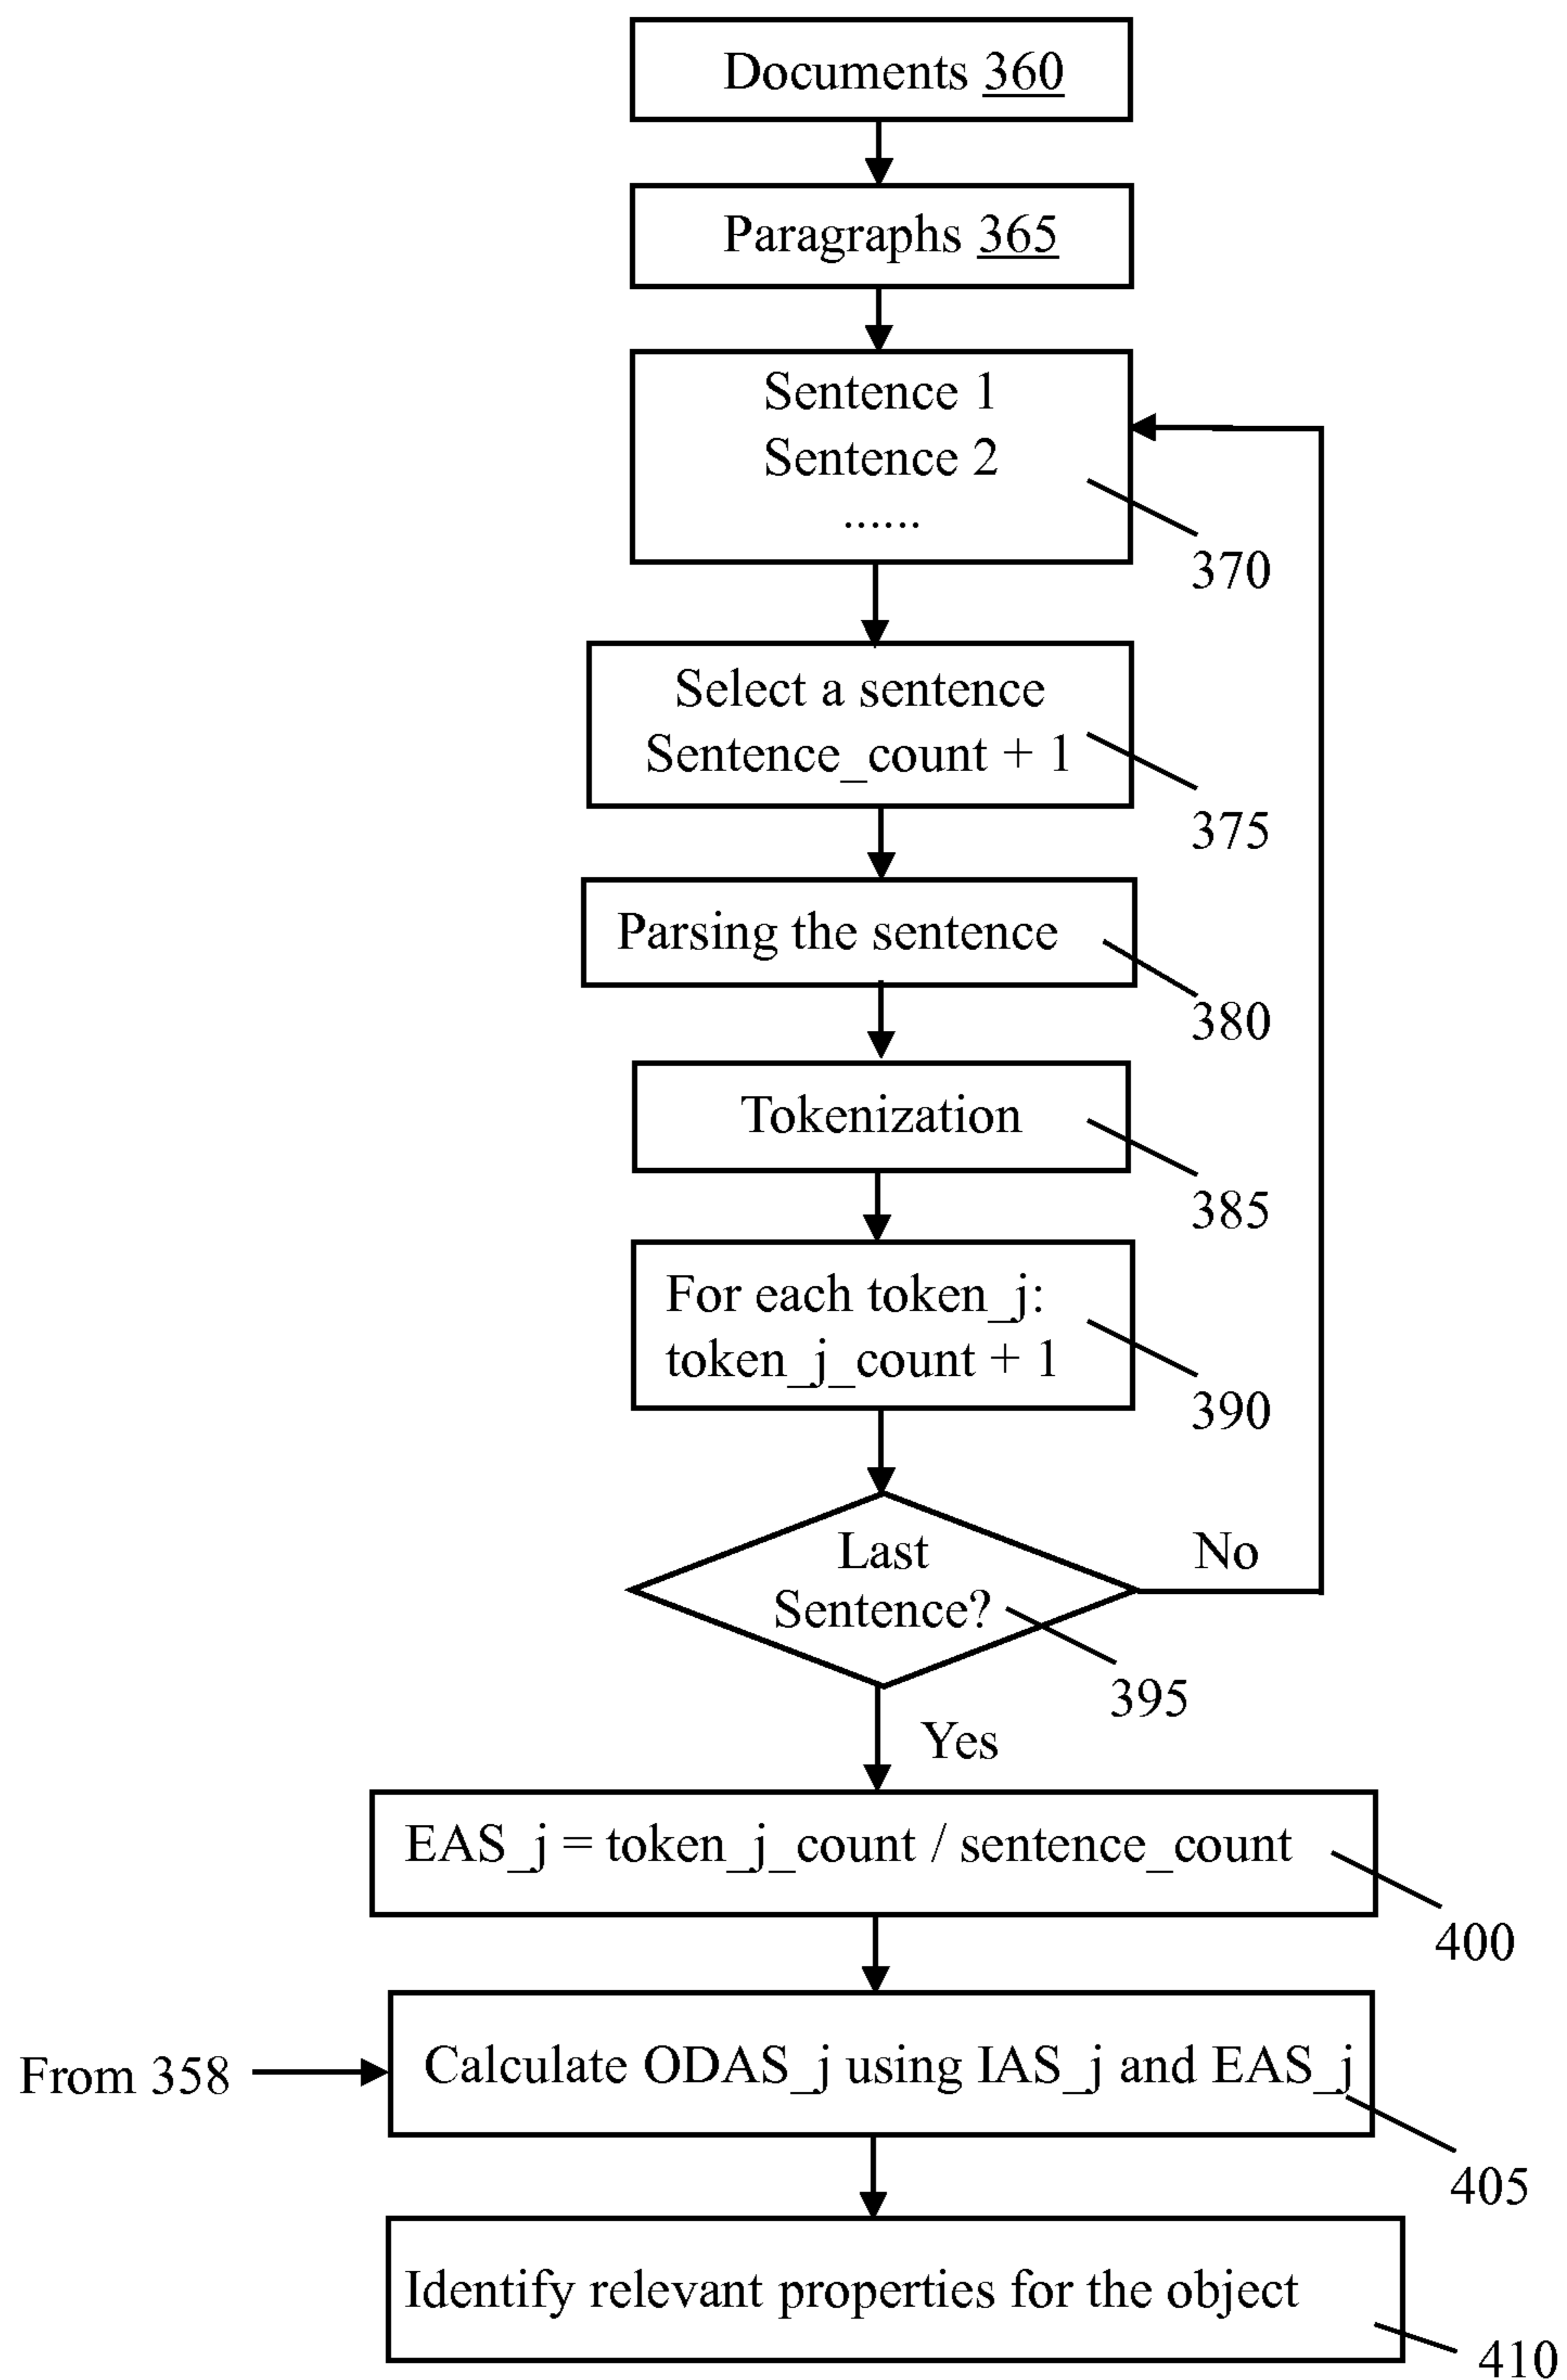 Documents 360
Paragraphs 365
Sentence 1
Sentence 2
......
370
Select a sentence
Sentence_count + 1
375
Parsing the sentence
380
Tokenization
385
For each token_j:
token_j_count + 1
390
Last
Sentence?
No
395
Yes
EAS_j = token_j_count / sentence_count
400
From 358
Calculate ODAS_j using IAS_j and EAS_j
405
Identify relevant properties for the object
410